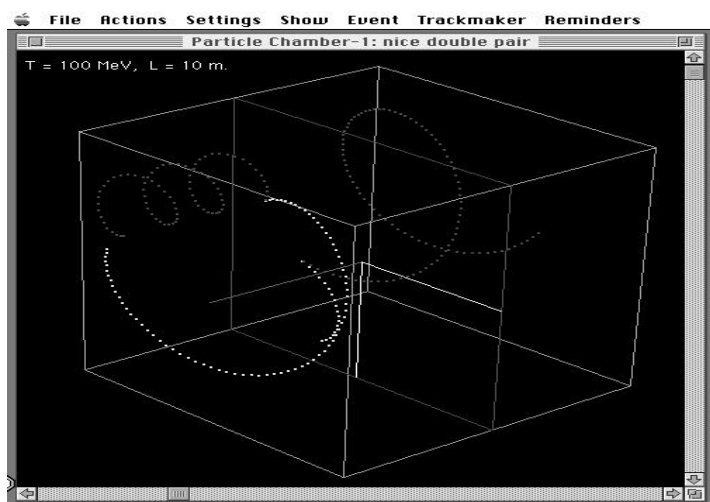 File Actions Settings Show Event Trackmaker Reminders
Particle Chamber-1: nice double pair
T = 100 MeV, L = 10 m.